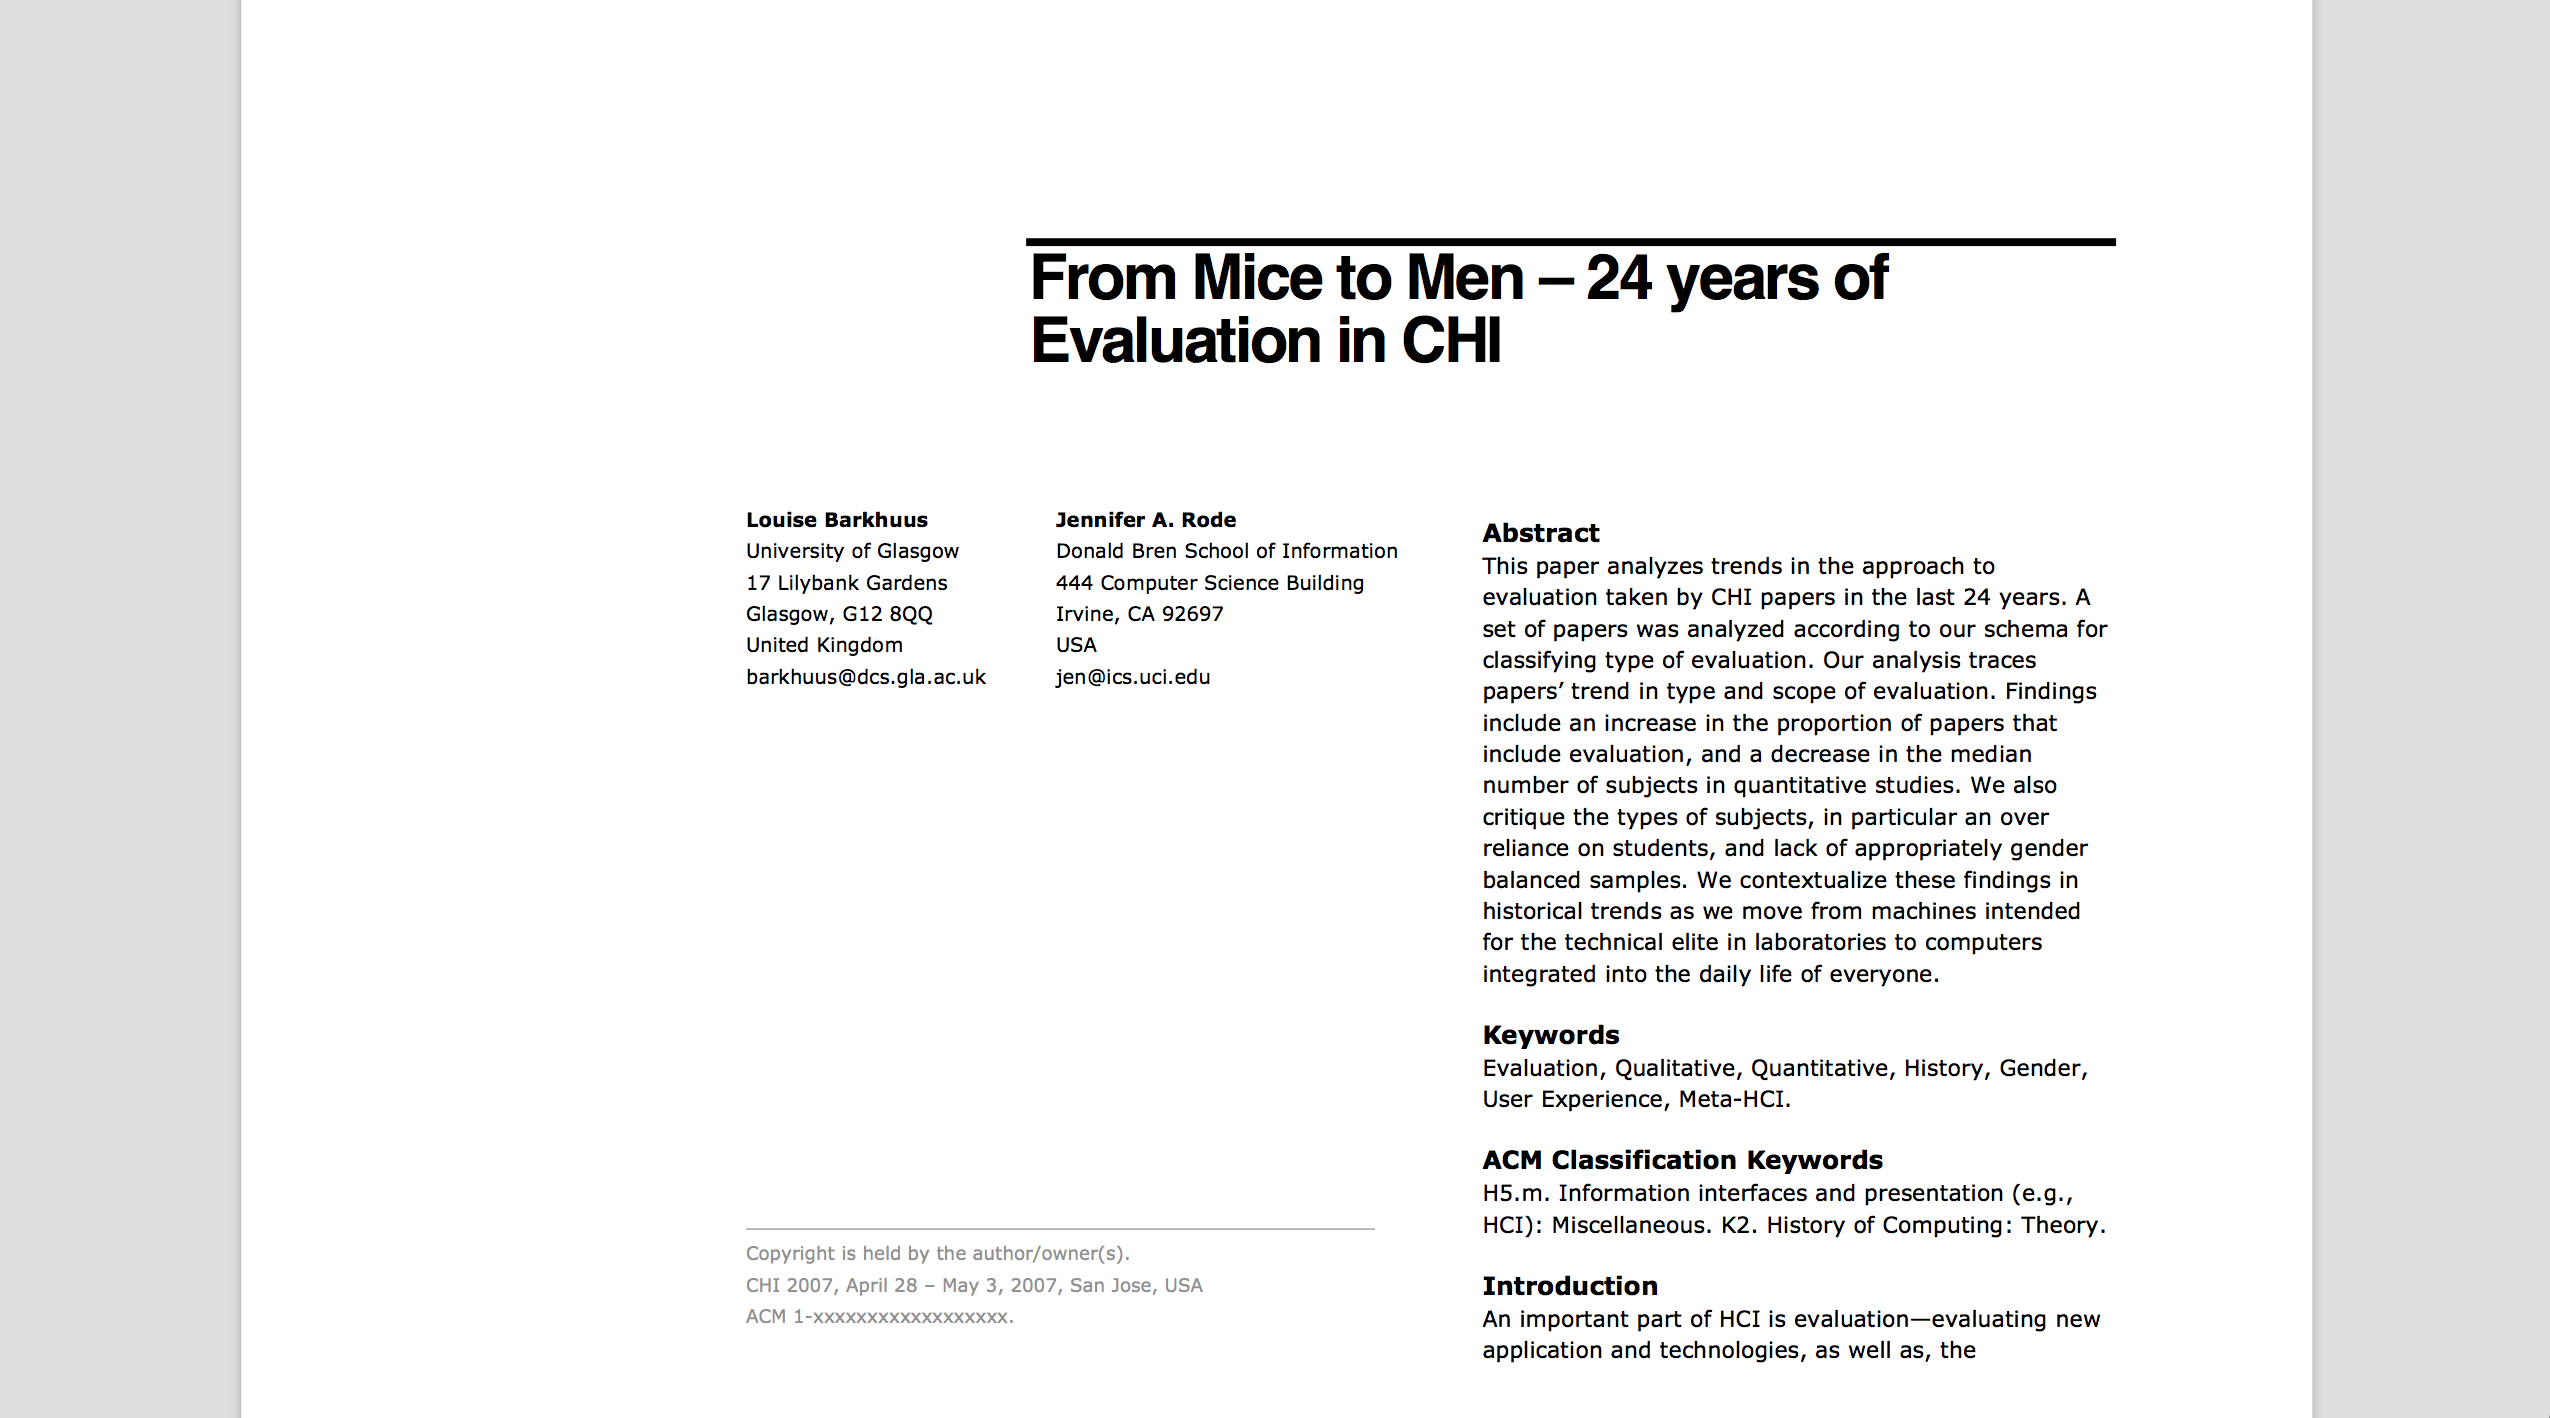 From Mice to Men – 24 years of
Evaluation in CHI
Louise Barkhuus
University of Glasgow
17 Lilybank Gardens
Glasgow, G12 8QQ
United Kingdom
barkhuus@dcs.gla.ac.uk
Jennifer A. Rode
Donald Bren School of Information
444 Computer Science Building
Irvine, CA 92697
USA
jen@ics.uci.edu
Copyright is held by the author/owner(s).
CHI 2007, April 28 – May 3, 2007, San Jose, USA
ACM 1-xxxxxxxxxxxxxxxxxx.
Abstract
This paper analyzes trends in the approach to
evaluation taken by CHI papers in the last 24 years. A
set of papers was analyzed according to our schema for
classifying type of evaluation. Our analysis traces
papers’ trend in type and scope of evaluation. Findings
include an increase in the proportion of papers that
include evaluation, and a decrease in the median
number of subjects in quantitative studies. We also
critique the types of subjects, in particular an over
reliance on students, and lack of appropriately gender
balanced samples. We contextualize these findings in
historical trends as we move from machines intended
for the technical elite in laboratories to computers
integrated into the daily life of everyone.
Keywords
Evaluation, Qualitative, Quantitative, History, Gender,
User Experience, Meta-HCI.
ACM Classification Keywords
H5.m. Information interfaces and presentation (e.g.,
HCI): Miscellaneous. K2. History of Computing: Theory.
Introduction
An important part of HCI is evaluation—evaluating new
application and technologies, as well as, the